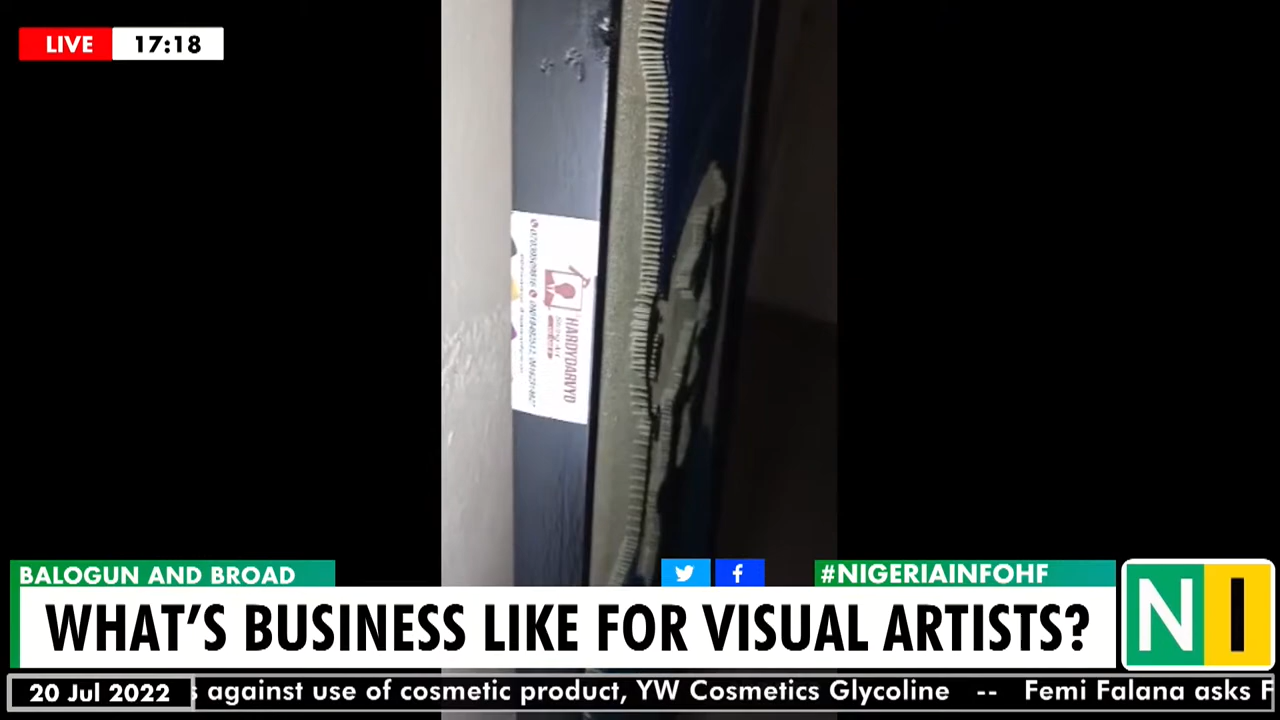 LIVE 17:18
HARDYDARVYD
BALOGUN AND BROAD
#NIGERIAINFOHF
WHAT'S BUSINESS LIKE FOR VISUAL ARTISTS?
NI
20 Jul 2022
against use of cosmetic product, YW Cosmetics Glycoline -- Femi Falana asks F